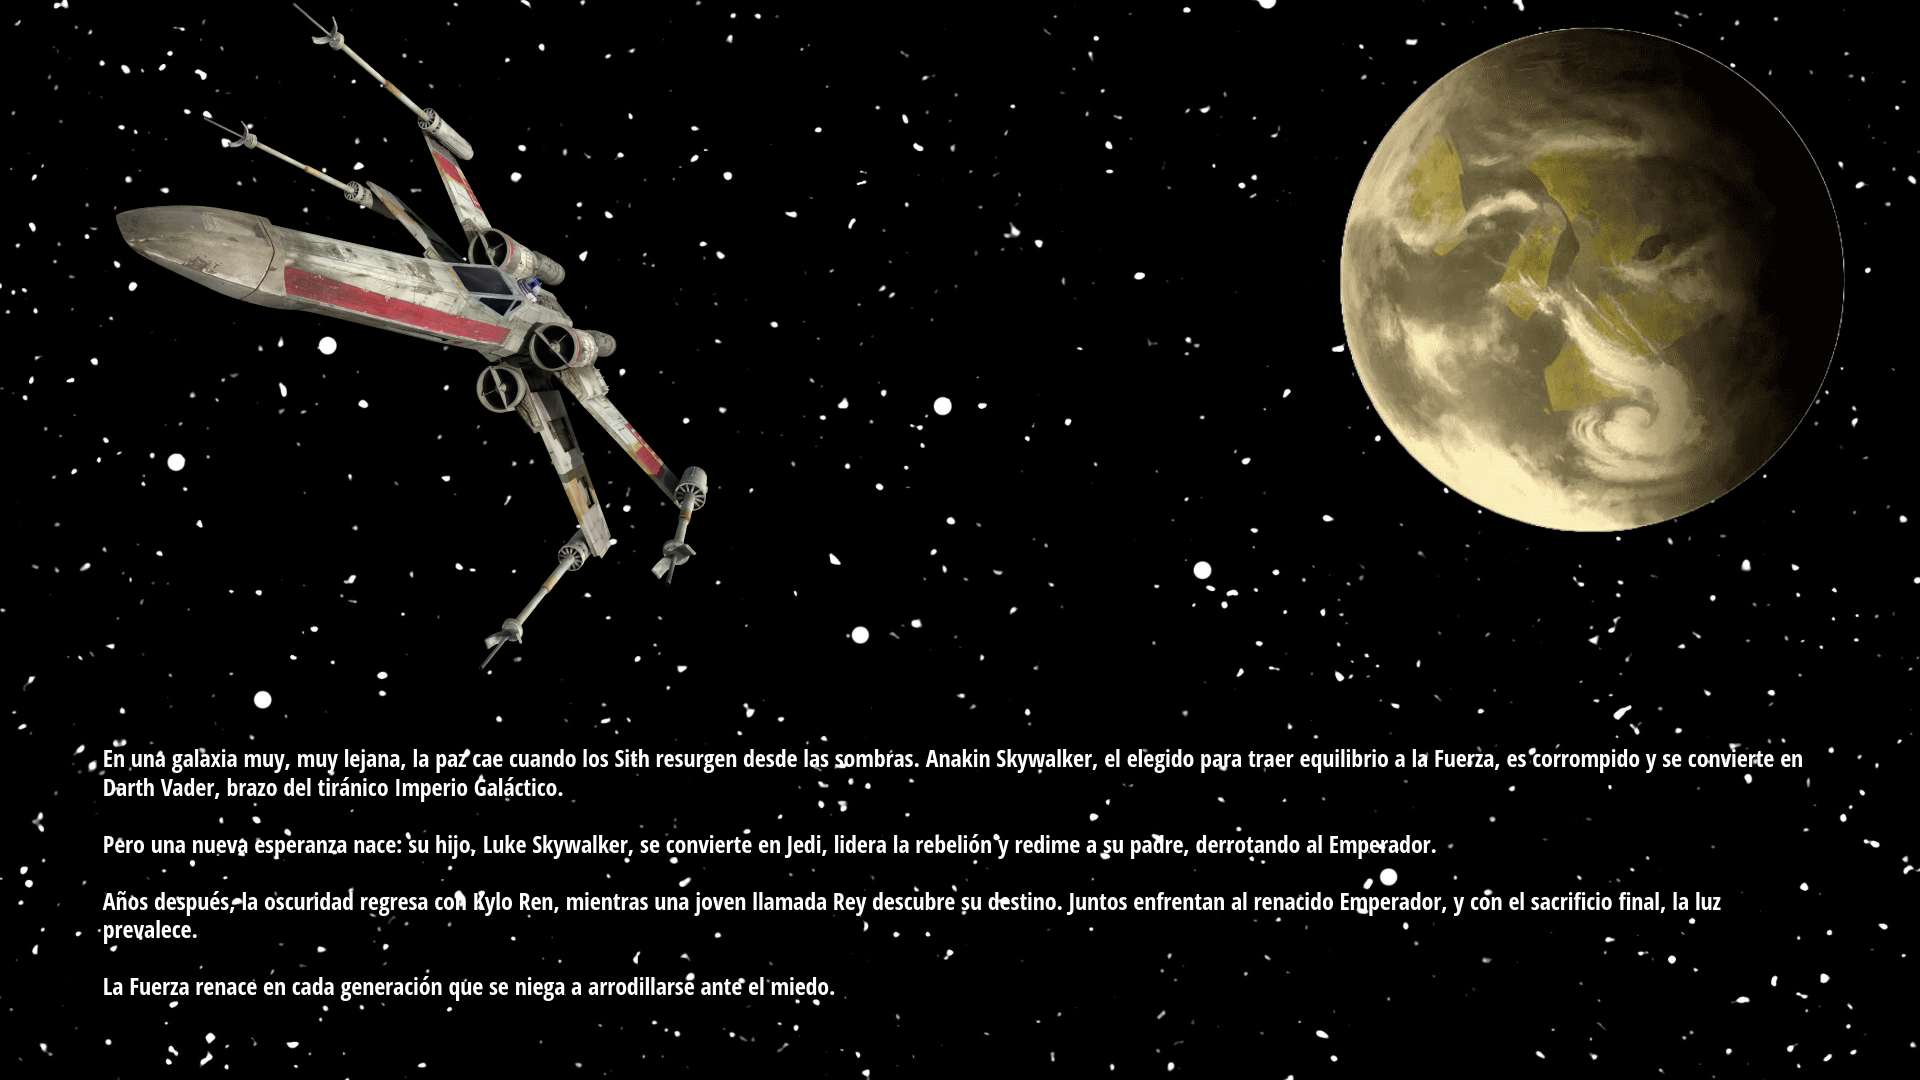 En una galaxia muy, muy lejana, la paz cae cuando los Sith resurgen desde las sombras. Anakin Skywalker, el elegido para traer equilibrio a la Fuerza, es corrompido y se convierte en
Darth Vader, brazo del tiránico Imperio Galáctico.
Pero una nueva esperanza nace: su hijo, Luke Skywalker, se convierte en Jedi, lidera la rebelión y redime a su padre, derrotando al Emperador.
Años después, la oscuridad regresa con Kylo Ren, mientras una joven llamada Rey descubre su destino. Juntos enfrentan al renacido Emperador, y con el sacrificio final, la luz
prevalece.
La Fuerza renace en cada generación que se niega a arrodillarse ante el miedo.